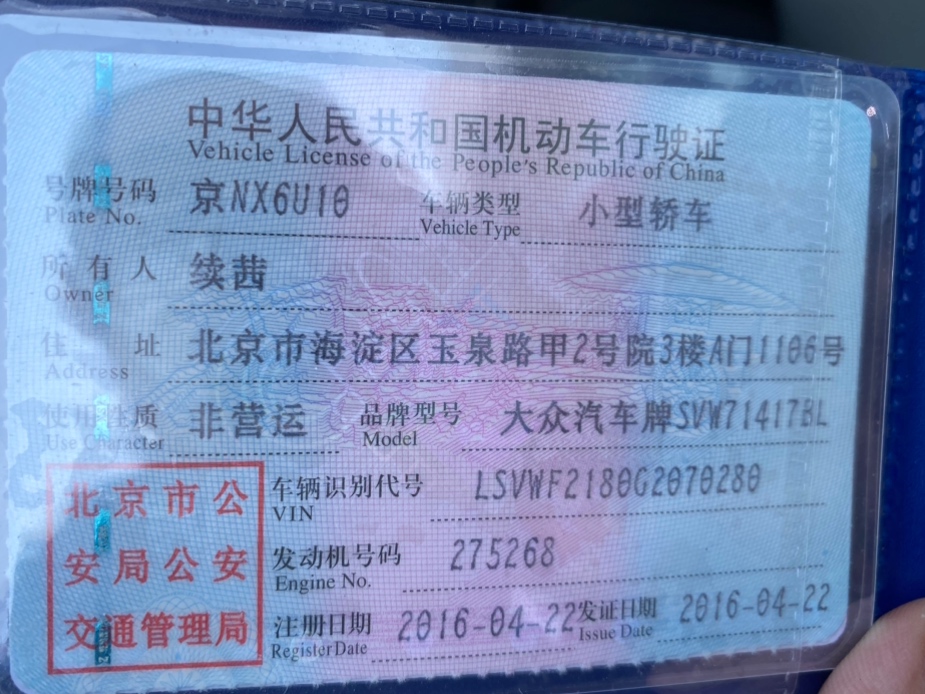 中华人民共和国机动车行驶证
Vehicle License of the People's Republic of China
号牌号码 京NX6U10 车辆类型 小型轿车
Plate No. Vehicle Type
所有人 续茜
Owner
住址 北京市海淀区玉泉路甲2号院3楼A门1106号
Address
使用性质 非营运 品牌型号 大众汽车牌SVW71417BL
Use Character Model
车辆识别代号 LSVWF2180G2070280
VIN
发动机号码 275268
Engine No.
注册日期 2016-04-22 发证日期 2016-04-22
Register Date Issue Date
北京市公
安局公安
交通管理局